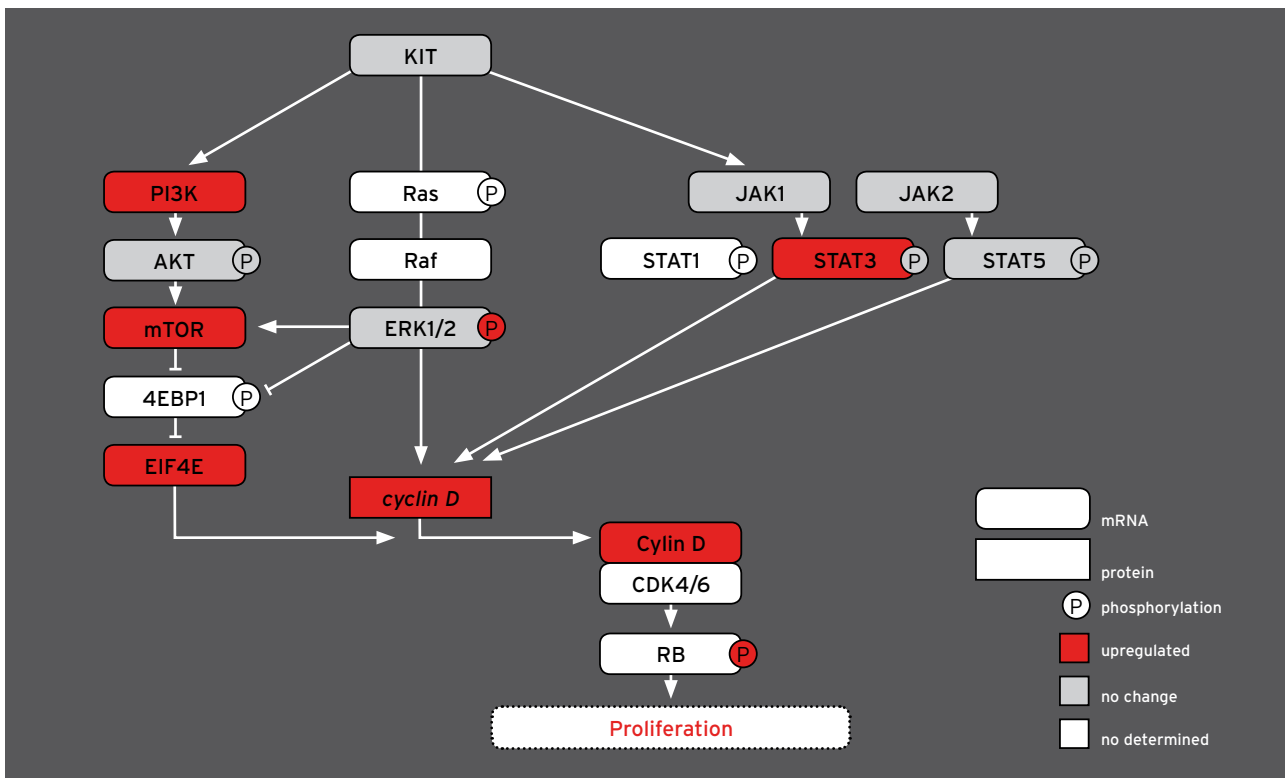 KIT
PI3K
Ras
P
JAK1
JAK2
AKT
P
Raf
STAT1
P
STAT3
P
STAT5
P
mTOR
ERK1/2
P
4EBP1
P
EIF4E
cyclin D
Cylin D
CDK4/6
RB
P
Proliferation
mRNA
protein
P phosphorylation
upregulated
no change
no determined